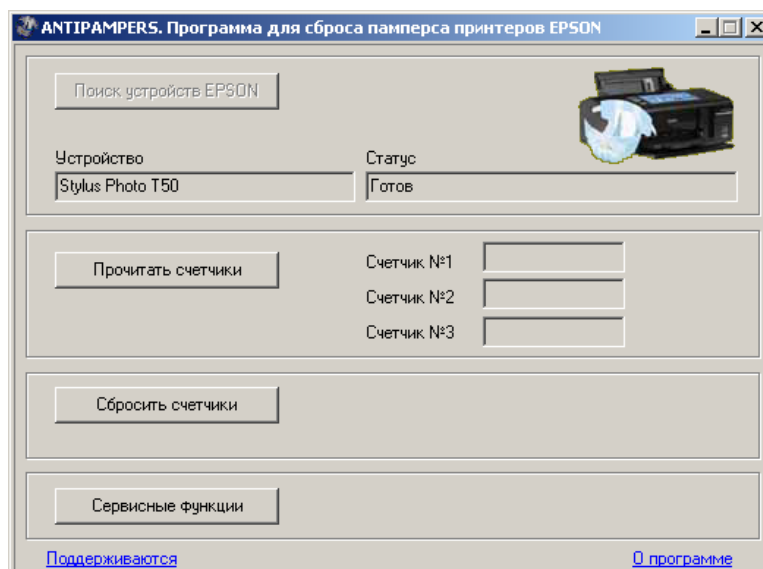 ANTIPAMPERS. Программа для сброса памперса принтеров EPSON
Поиск устройств EPSON
Устройство
Статус
Stylus Photo T50
Готов
Прочитать счетчики
Счетчик №1
Счетчик №2
Счетчик №3
Сбросить счетчики
Сервисные функции
Поддерживаются
О программе